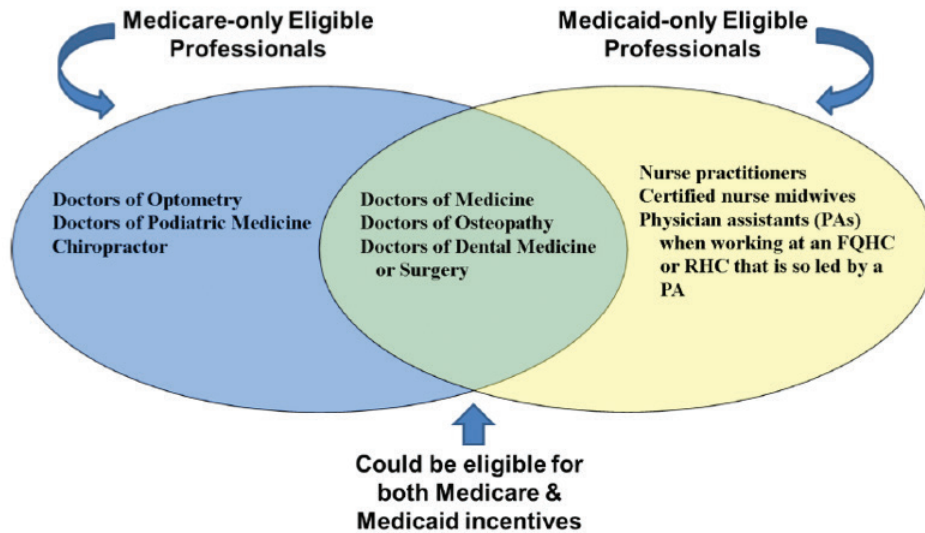 Medicare-only Eligible
Professionals
Medicaid-only Eligible
Professionals
Doctors of Optometry
Doctors of Podiatric Medicine
Chiropractor
Doctors of Medicine
Doctors of Osteopathy
Doctors of Dental Medicine
or Surgery
Nurse practitioners
Certified nurse midwives
Physician assistants (PAs)
when working at an FQHC
or RHC that is so led by a
PA
Could be eligible for
both Medicare &
Medicaid incentives